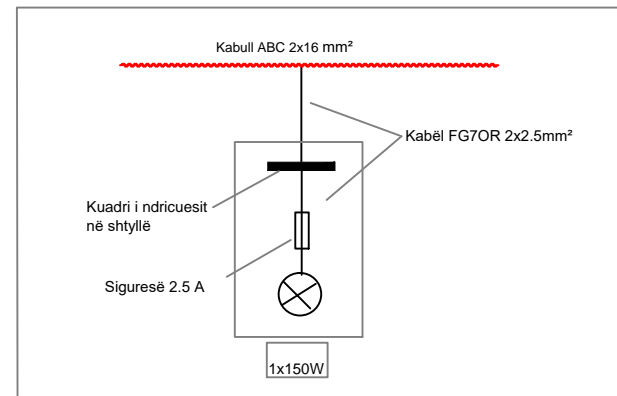 Kabull ABC 2x16 mm²
Kabël FG7OR 2x2.5mm²
Kuadri i ndricuesit
në shtyllë
Siguresë 2.5 A
1x150W